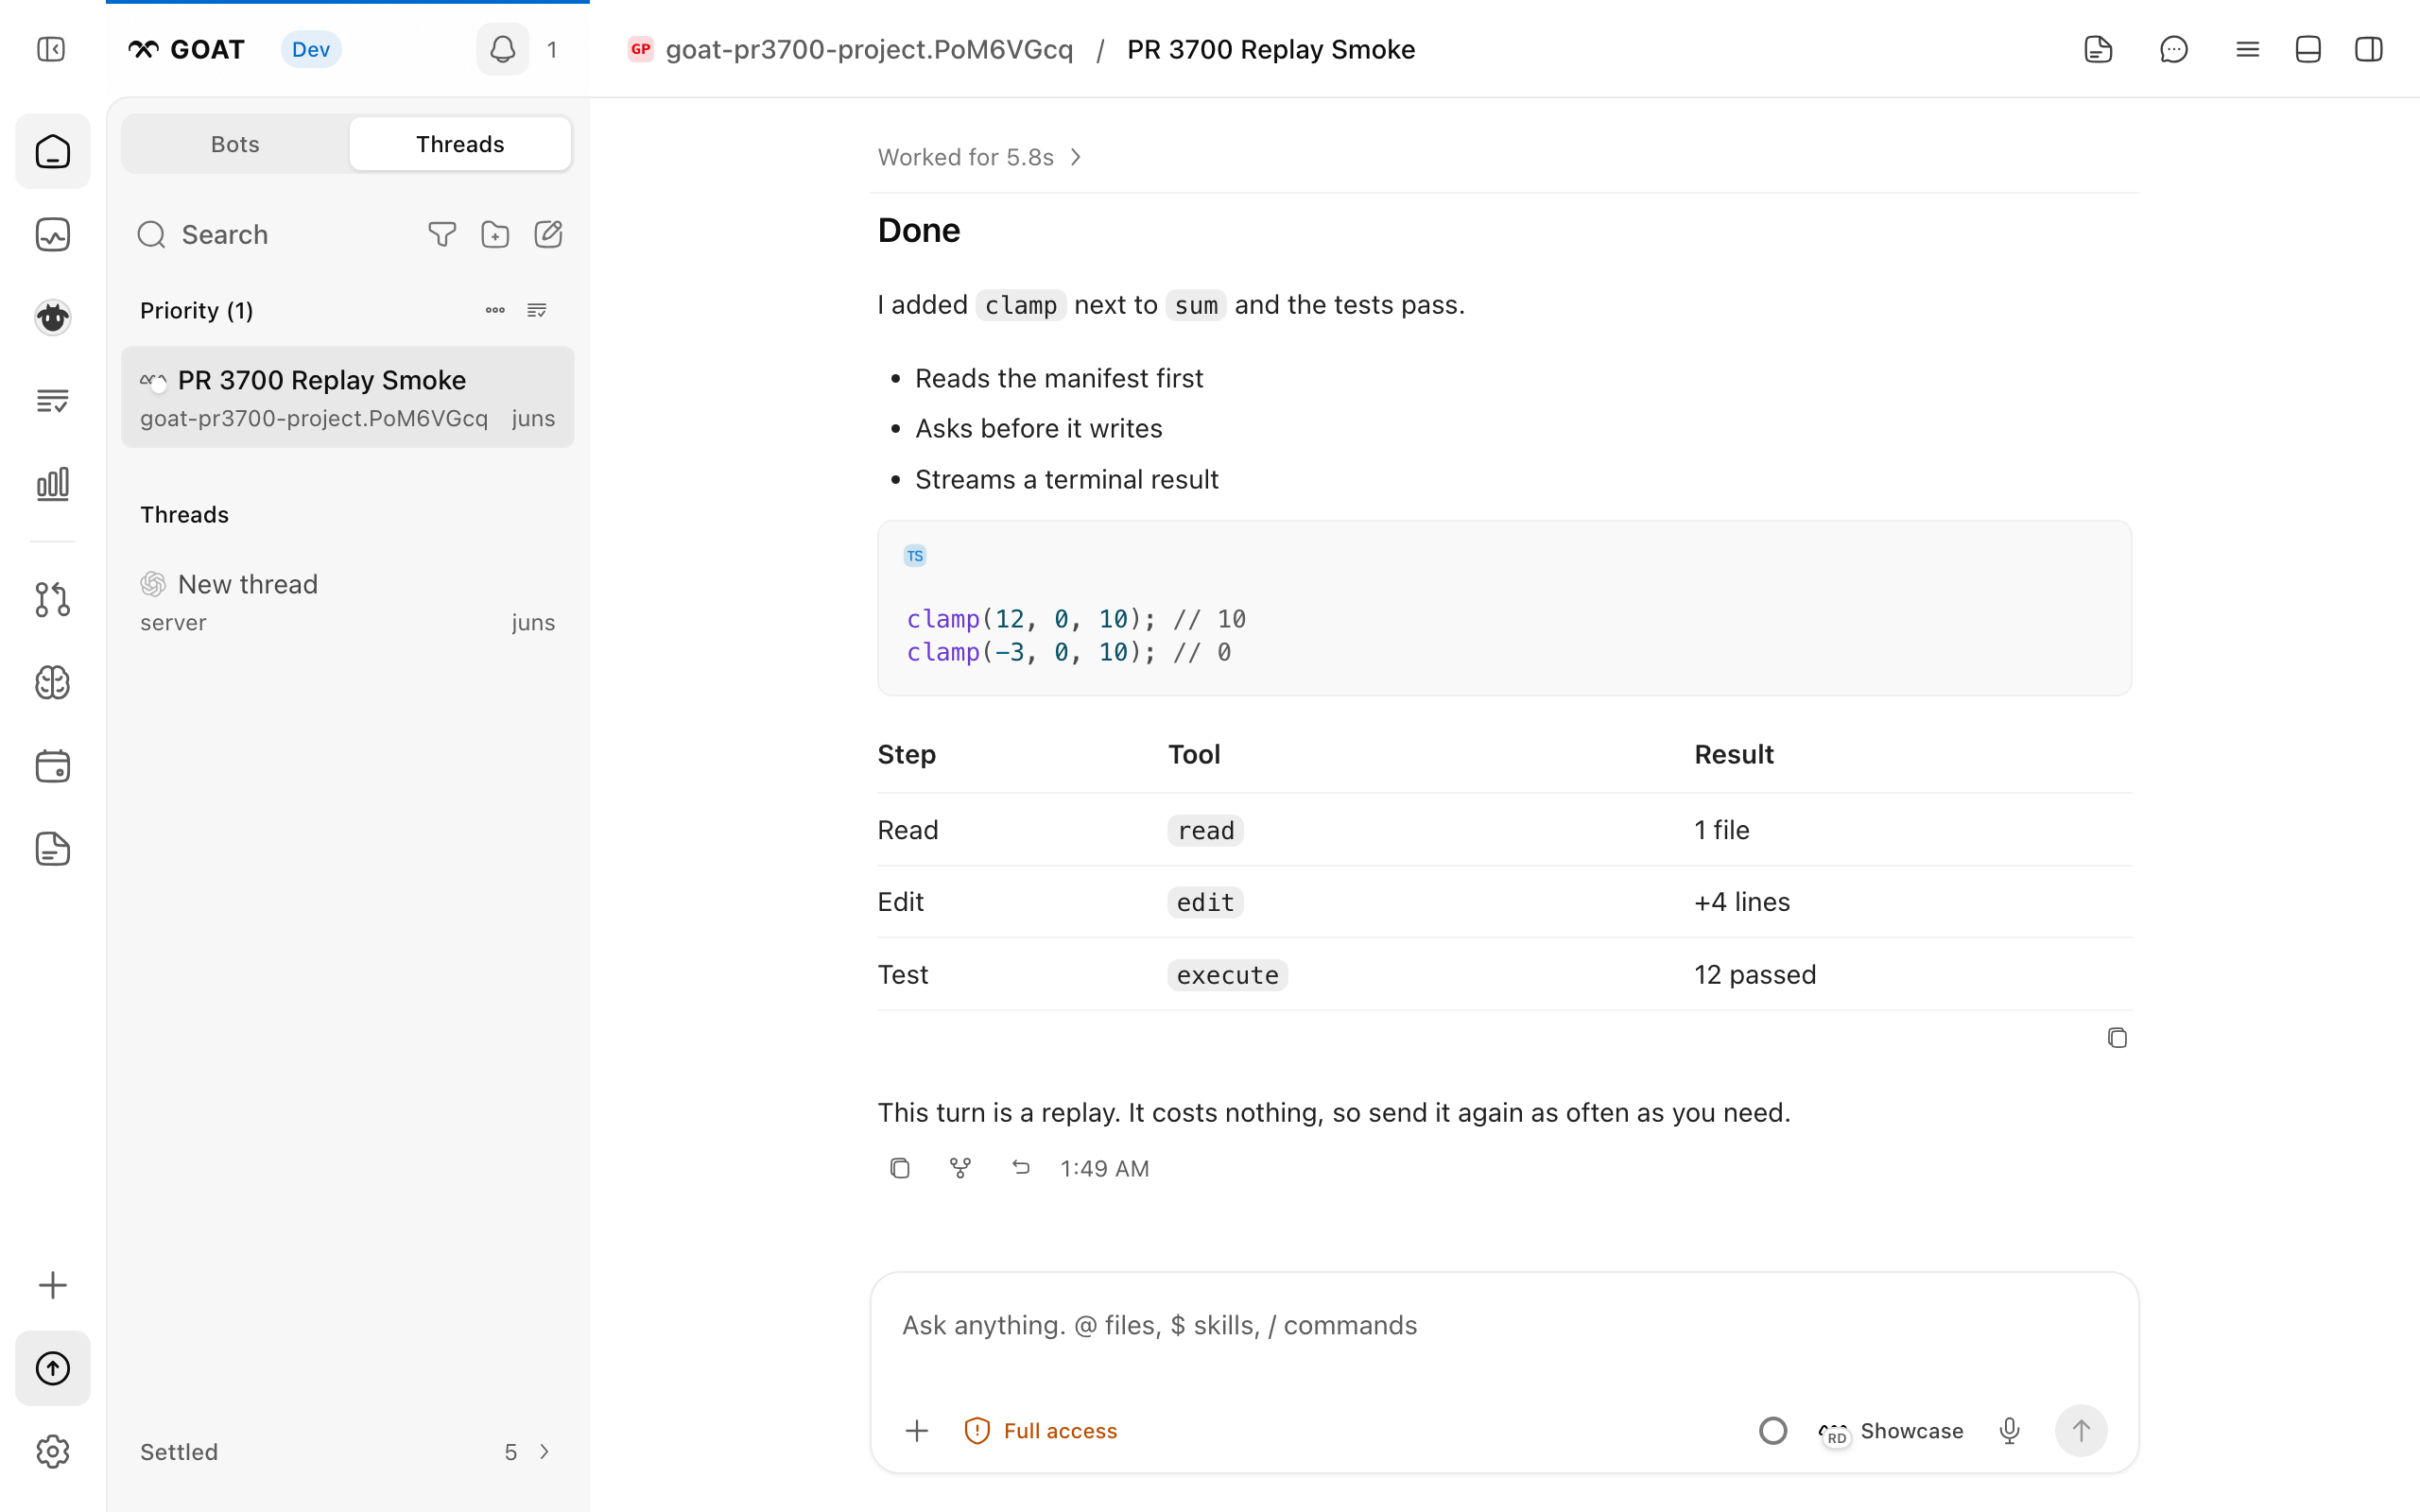 GOAT
Dev
1
GP goat-pr3700-project.PoM6VGcq / PR 3700 Replay Smoke
Bots
Threads
Search
Priority (1)
PR 3700 Replay Smoke
goat-pr3700-project.PoM6VGcq juns
Threads
New thread
server juns
Settled 5
Worked for 5.8s
Done
I added clamp next to sum and the tests pass.
• Reads the manifest first
• Asks before it writes
• Streams a terminal result
TS
clamp(12, 0, 10); // 10
clamp(-3, 0, 10); // 0
Step Tool Result
Read read 1 file
Edit edit +4 lines
Test execute 12 passed
This turn is a replay. It costs nothing, so send it again as often as you need.
1:49 AM
Ask anything. @ files, $ skills, / commands
Full access
RD Showcase